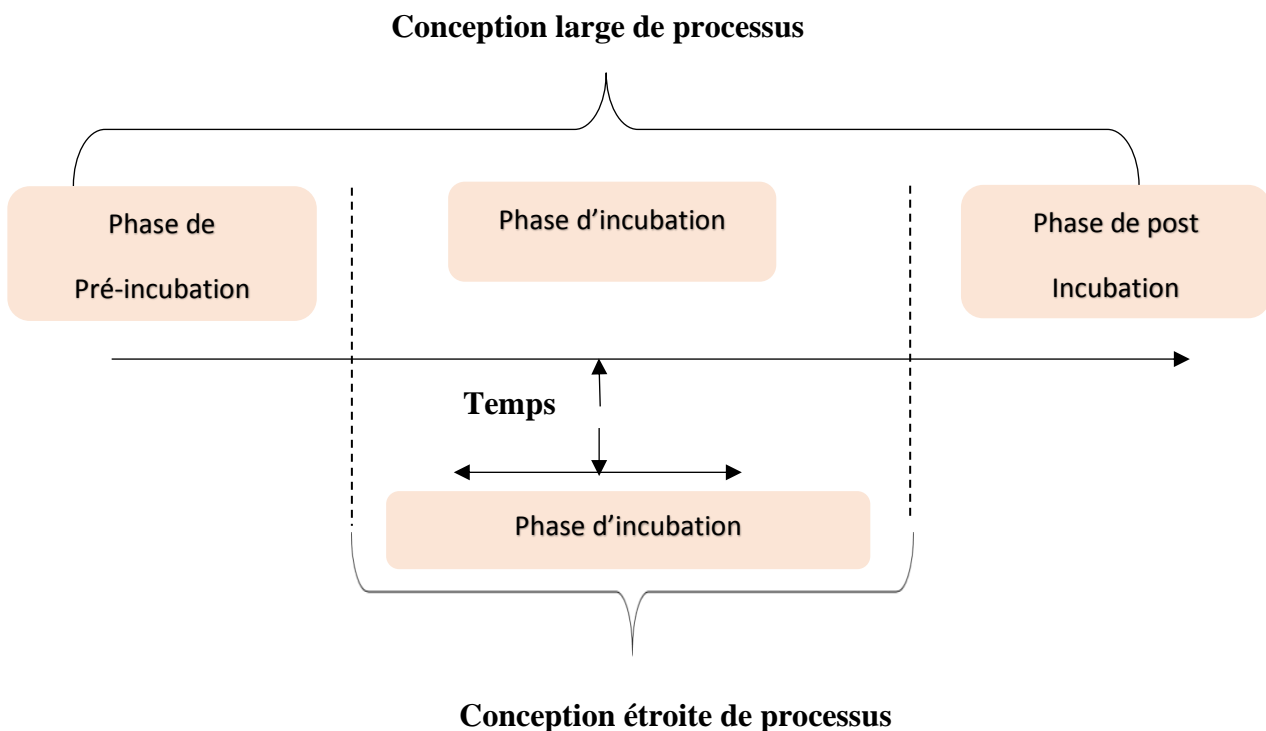 Conception large de processus
Phase de
Pré-incubation
Phase d’incubation
Phase de post
Incubation
Temps
Phase d’incubation
Conception étroite de processus